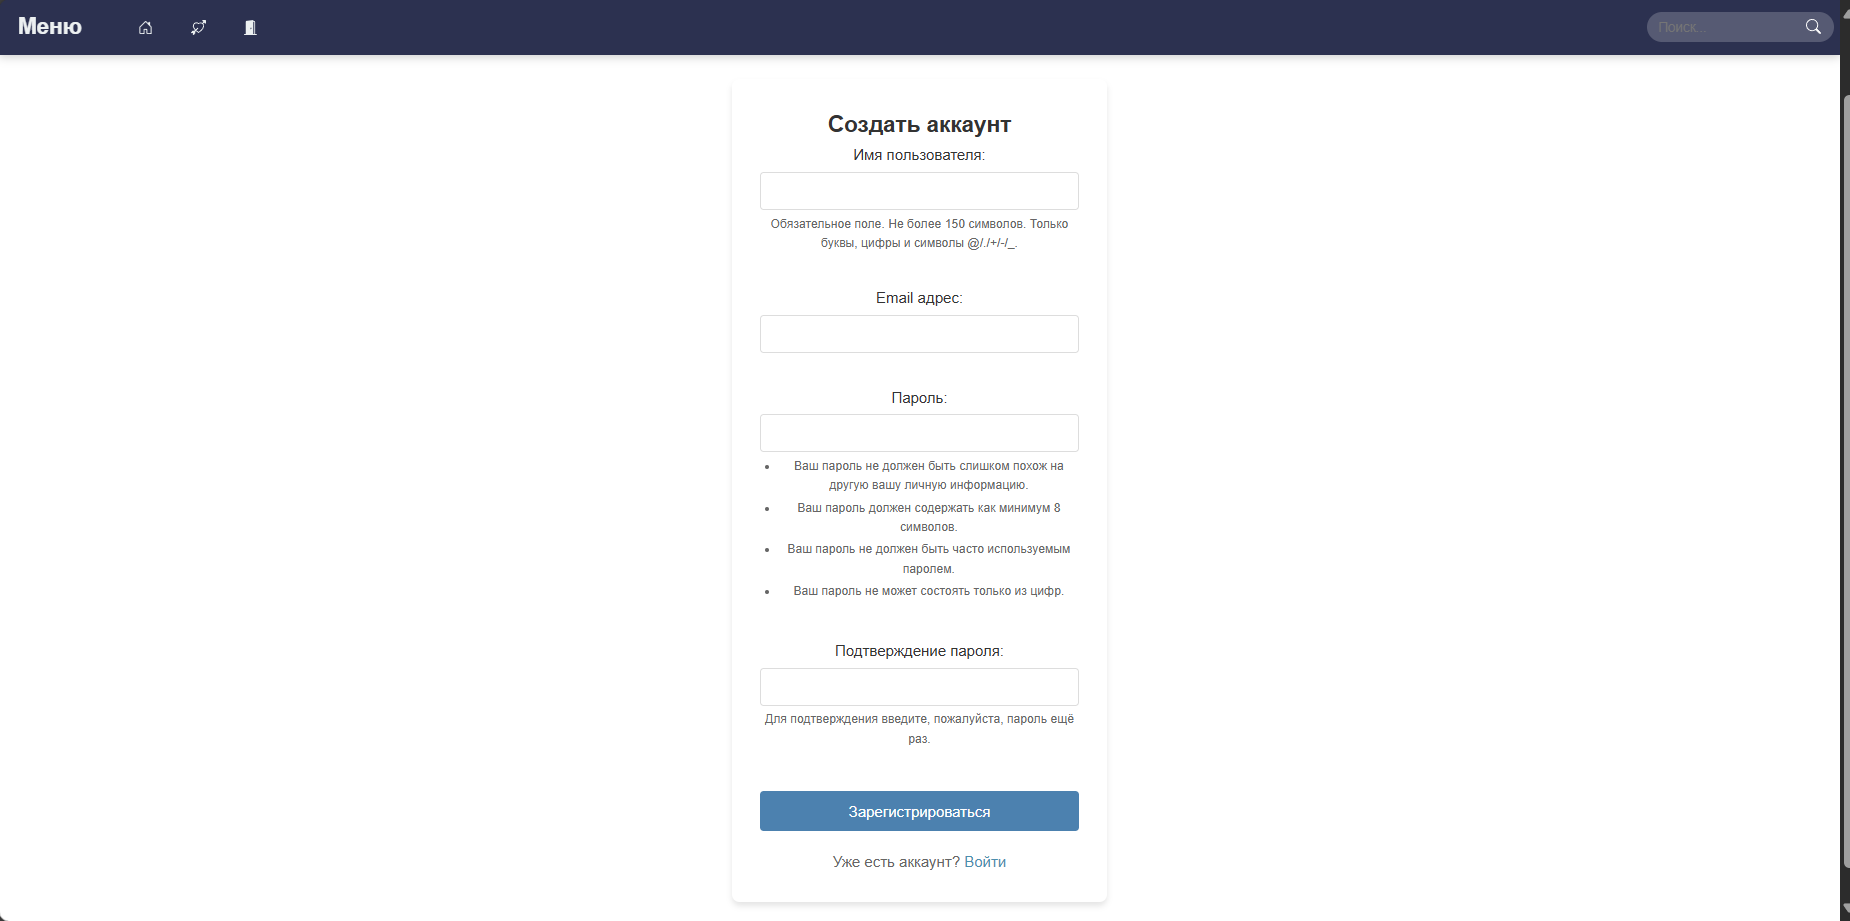 Меню
Поиск...
Создать аккаунт
Имя пользователя:
Обязательное поле. Не более 150 символов. Только
буквы, цифры и символы @/./+/-/_.
Email адрес:
Пароль:
Ваш пароль не должен быть слишком похож на
другую вашу личную информацию.
Ваш пароль должен содержать как минимум 8
символов.
Ваш пароль не должен быть часто используемым
паролем.
Ваш пароль не может состоять только из цифр.
Подтверждение пароля:
Для подтверждения введите, пожалуйста, пароль ещё
раз.
Зарегистрироваться
Уже есть аккаунт? Войти